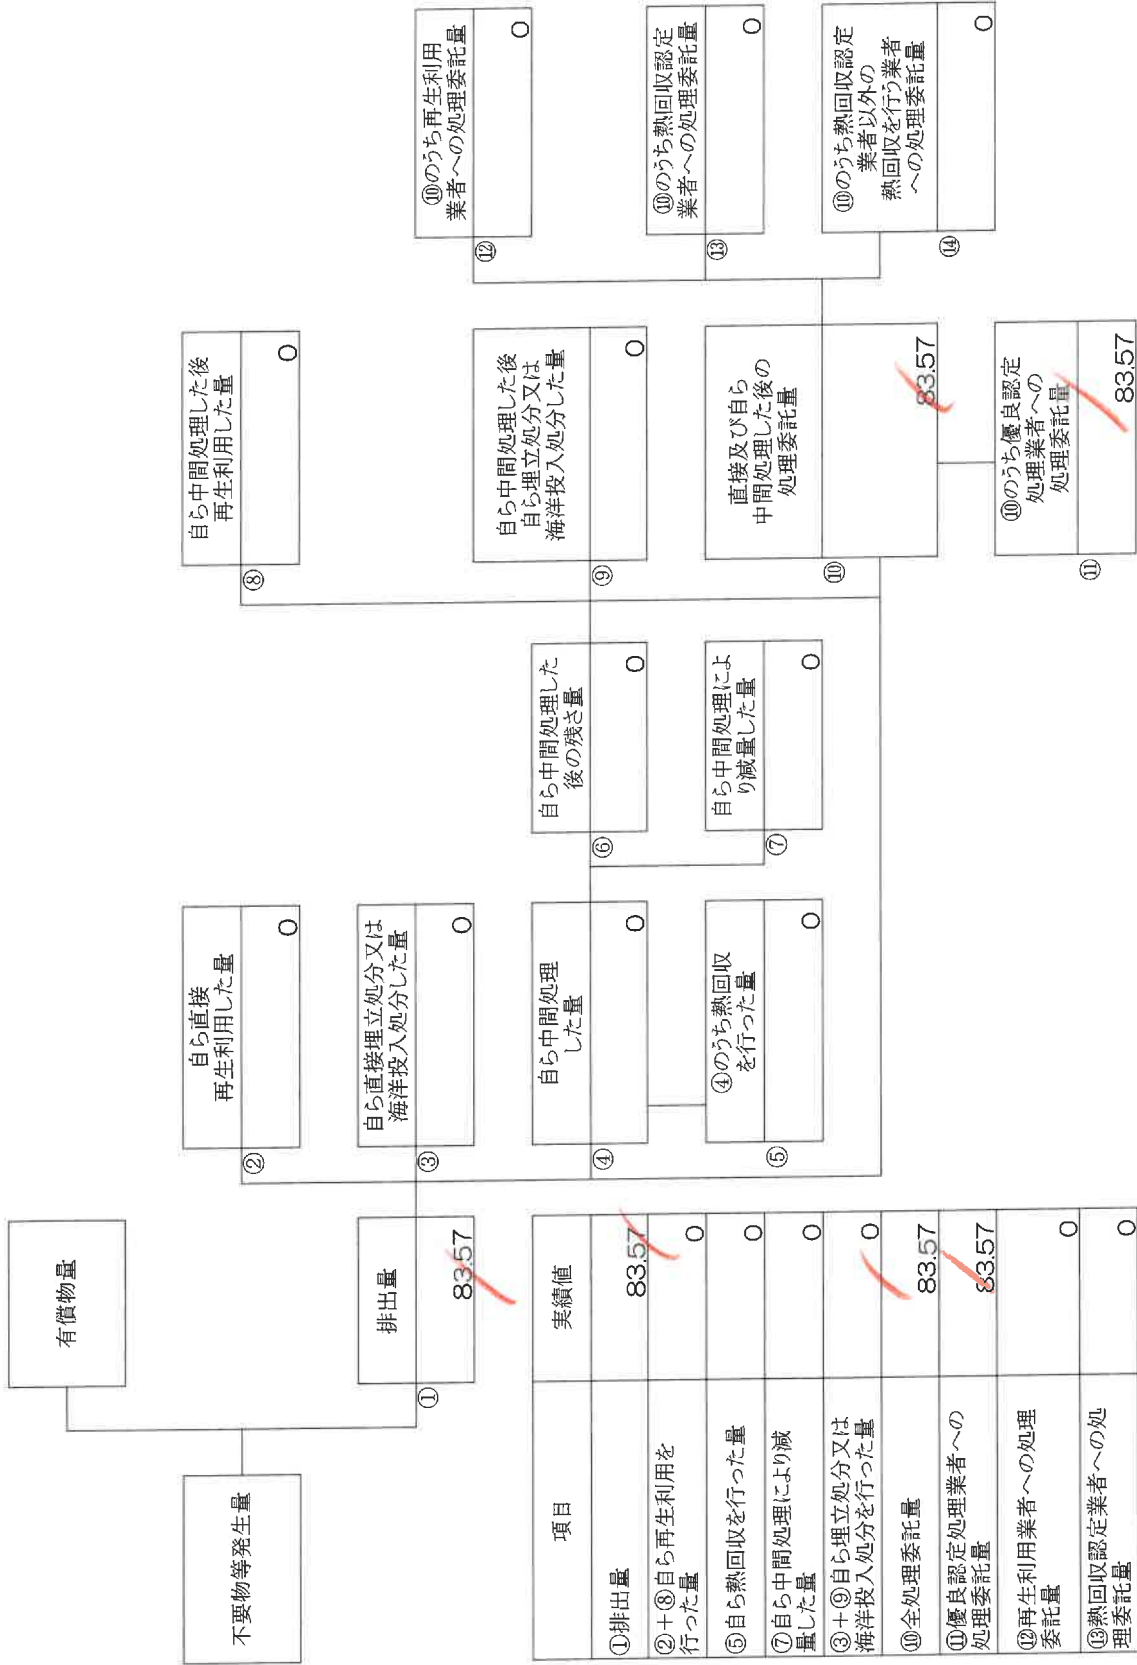 不要物等発生量
有償物量
①
排出量
83.57
②
自ら直接
再生利用した量
0
③
自ら直接埋立処分又は
海洋投入処分した量
0
④
自ら中間処理
した量
0
⑤
④のうち熱回収
を行った量
0
⑥
自ら中間処理した
後の残さ量
0
⑦
自ら中間処理によ
り減量した量
0
⑧
自ら中間処理した後
再生利用した量
0
⑨
自ら中間処理した後
自ら埋立処分又は
海洋投入処分した量
0
⑩
直接及び自ら
中間処理した後の
処理委託量
83.57
⑪
⑩のうち優良認定
処理業者への
処理委託量
83.57
⑫
⑩のうち再生利用
業者への処理委託量
0
⑬
⑩のうち熱回収認定
業者への処理委託量
0
⑭
⑩のうち熱回収認定
業者以外の
熱回収を行う業者
への処理委託量
0
項目 実績値
①排出量 83.57
②+⑧自ら再生利用を
行った量 0
⑤自ら熱回収を行った量 0
⑦自ら中間処理により減
量した量 0
③+⑨自ら埋立処分又は
海洋投入処分を行った量 0
⑩全処理委託量 83.57
⑪優良認定処理業者への
処理委託量 83.57
⑫再生利用業者への処理
委託量 0
⑬熱回収認定業者への処
理委託量 0